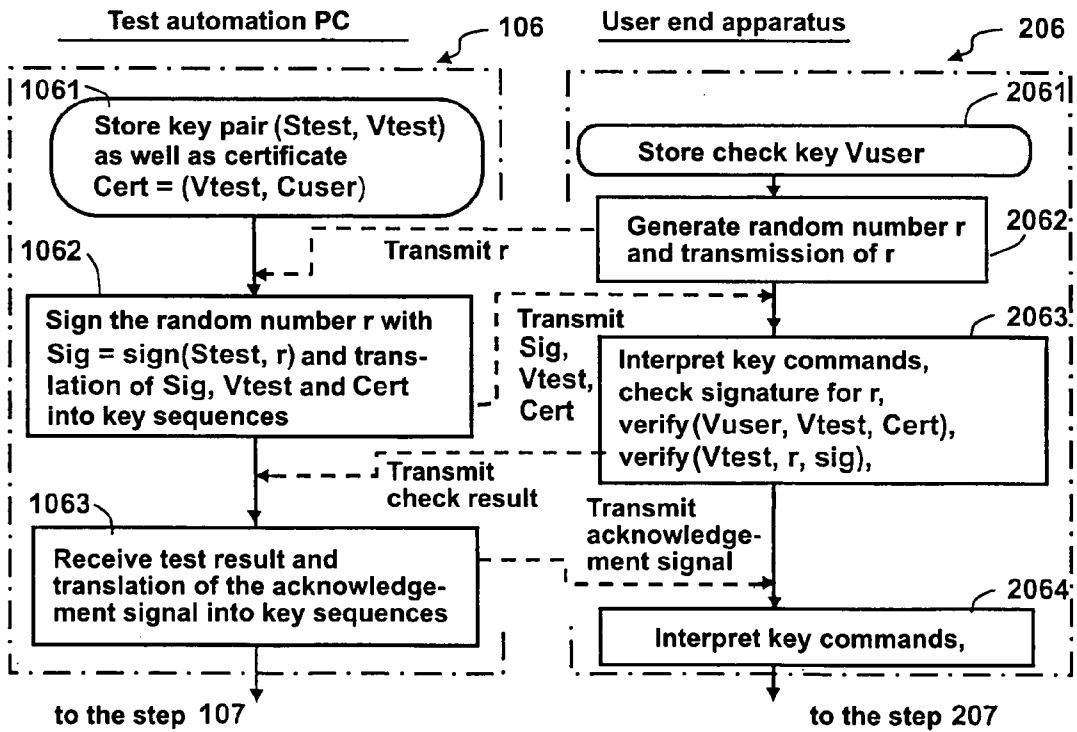 Test automation PC
106
User end apparatus
206
1061
Store key pair (Stest, Vtest)
as well as certificate
Cert = (Vtest, Cuser)
2061
Store check key Vuser
Generate random number r
and transmission of r
2062
Transmit r
1062
Sign the random number r with
Sig = sign(Stest, r) and trans-
lation of Sig, Vtest and Cert
into key sequences
Transmit
Sig,
Vtest,
Cert
2063
Interpret key commands,
check signature for r,
verify(Vuser, Vtest, Cert),
verify(Vtest, r, sig),
Transmit
check result
1063
Receive test result and
translation of the acknowledge-
ment signal into key sequences
Transmit
acknowledge-
ment signal
2064
Interpret key commands,
to the step 107
to the step 207